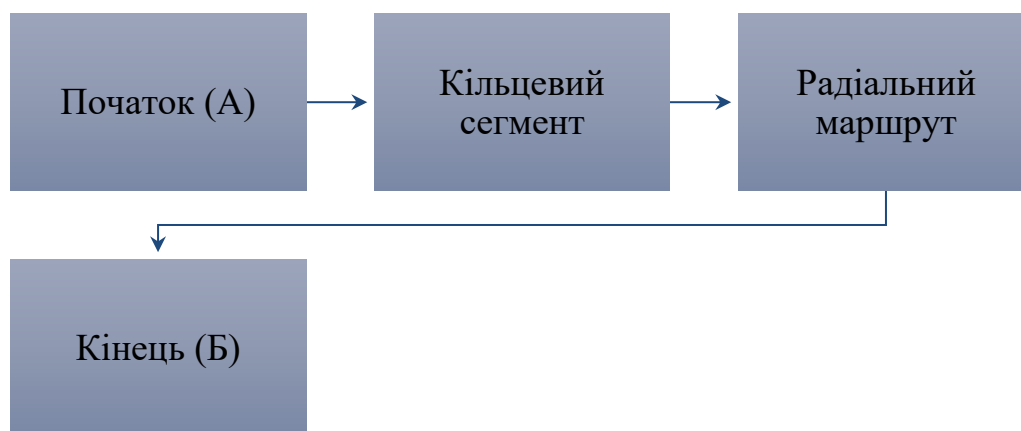 Початок (А)
Кільцевий
сегмент
Радіальний
маршрут
Кінець (Б)